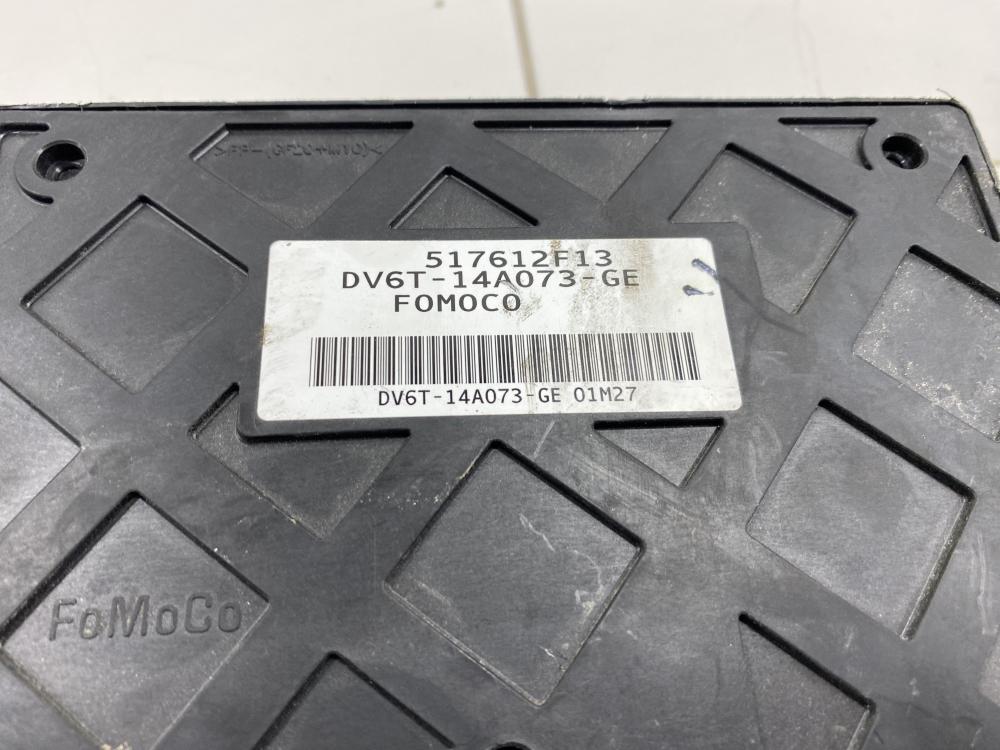 517612F13
DV6T-14A073-GE
FOMOCO
DV6T-14A073-GE 01M27
FoMoCo